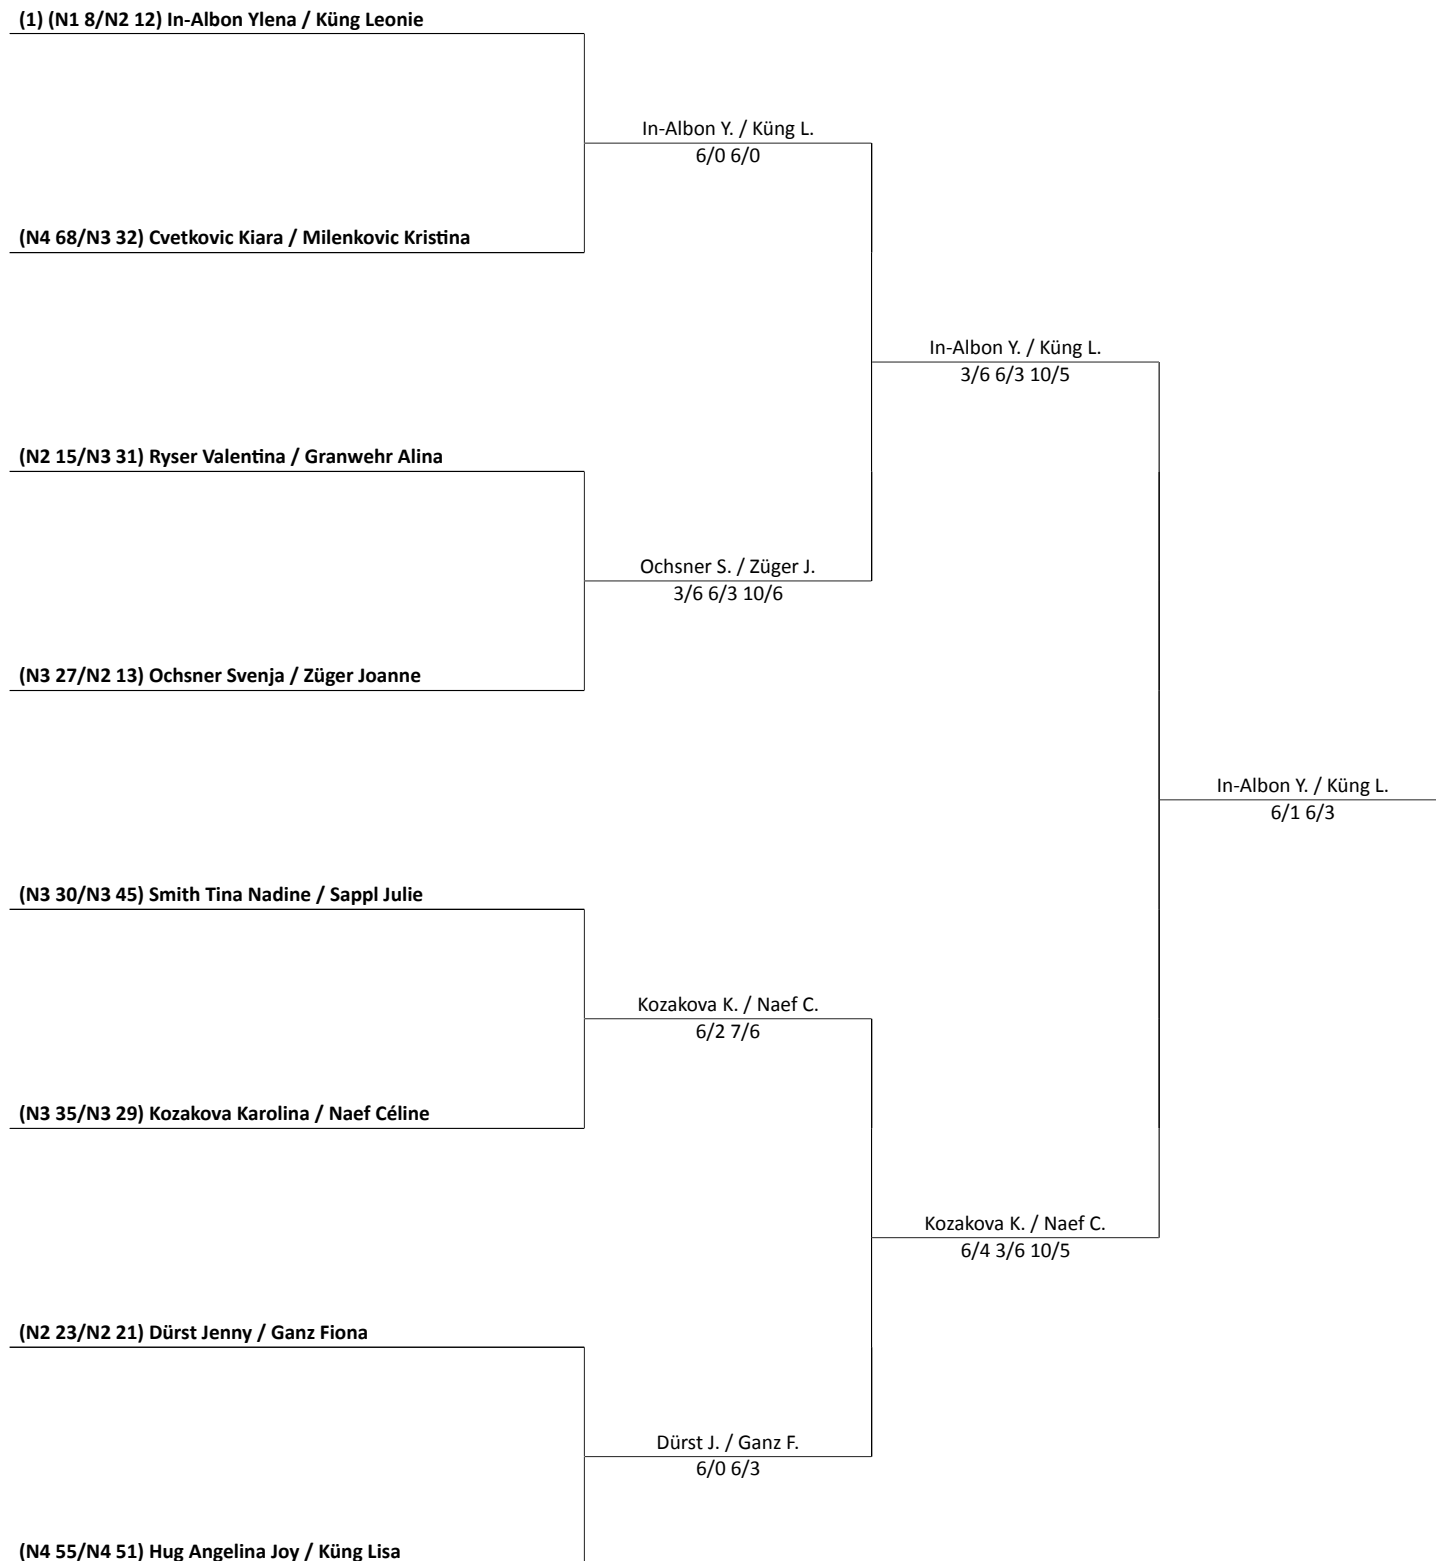 (1) (N1 8/N2 12) In-Albon Ylena / Küng Leonie
In-Albon Y. / Küng L.
6/0 6/0
(N4 68/N3 32) Cvetkovic Kiara / Milenkovic Kristina
In-Albon Y. / Küng L.
3/6 6/3 10/5
(N2 15/N3 31) Ryser Valentina / Granwehr Alina
Ochsner S. / Züger J.
3/6 6/3 10/6
(N3 27/N2 13) Ochsner Svenja / Züger Joanne
In-Albon Y. / Küng L.
6/1 6/3
(N3 30/N3 45) Smith Tina Nadine / Sappl Julie
Kozakova K. / Naef C.
6/2 7/6
(N3 35/N3 29) Kozakova Karolina / Naef Céline
Kozakova K. / Naef C.
6/4 3/6 10/5
(N2 23/N2 21) Dürst Jenny / Ganz Fiona
Dürst J. / Ganz F.
6/0 6/3
(N4 55/N4 51) Hug Angelina Joy / Küng Lisa